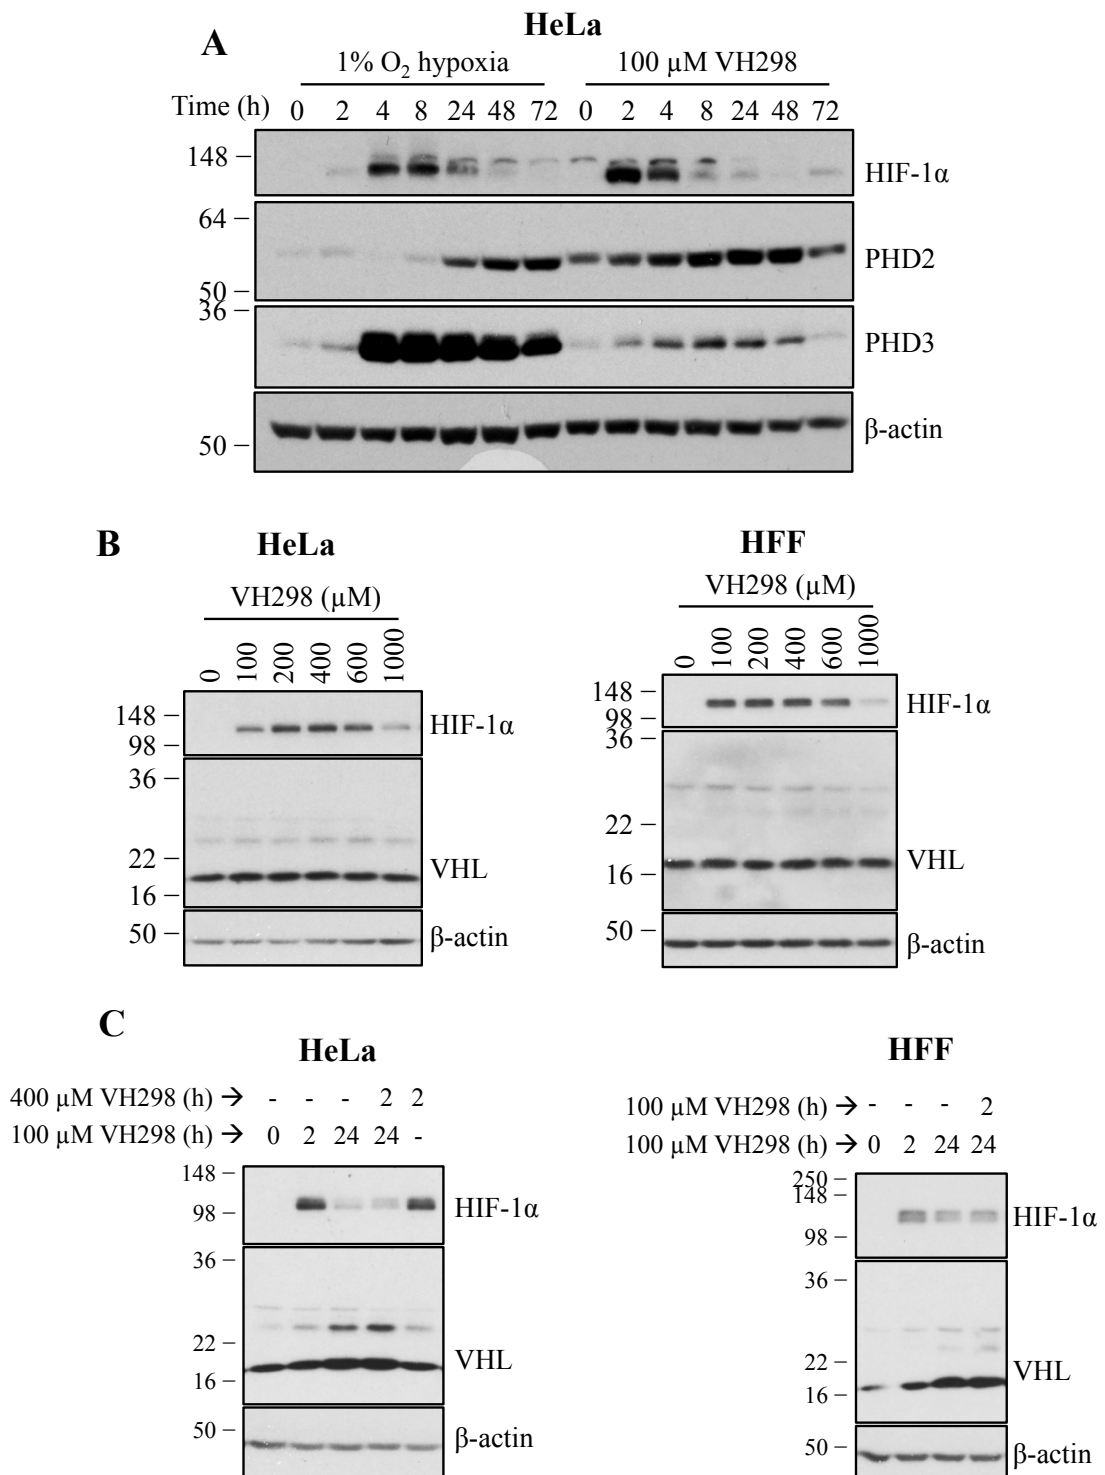 HeLa
A
1% O₂ hypoxia 100 µM VH298
Time (h) 0 2 4 8 24 48 72 0 2 4 8 24 48 72
148 HIF-1α
64
PHD2
50
36
PHD3
β-actin
50
B
HeLa
VH298 (µM)
0 100 200 400 600 1000
148
HIF-1α
98
36
22
VHL
16
50
β-actin
HFF
VH298 (µM)
0 100 200 400 600 1000
148
HIF-1α
98
36
22
VHL
16
50
β-actin
C
HeLa
400 µM VH298 (h) → - - - 2 2
100 µM VH298 (h) → 0 2 24 24 -
148
HIF-1α
98
36
22
VHL
16
50
β-actin
HFF
100 µM VH298 (h) → - - - 2
100 µM VH298 (h) → 0 2 24 24
250
148
HIF-1α
98
36
22
VHL
16
50
β-actin